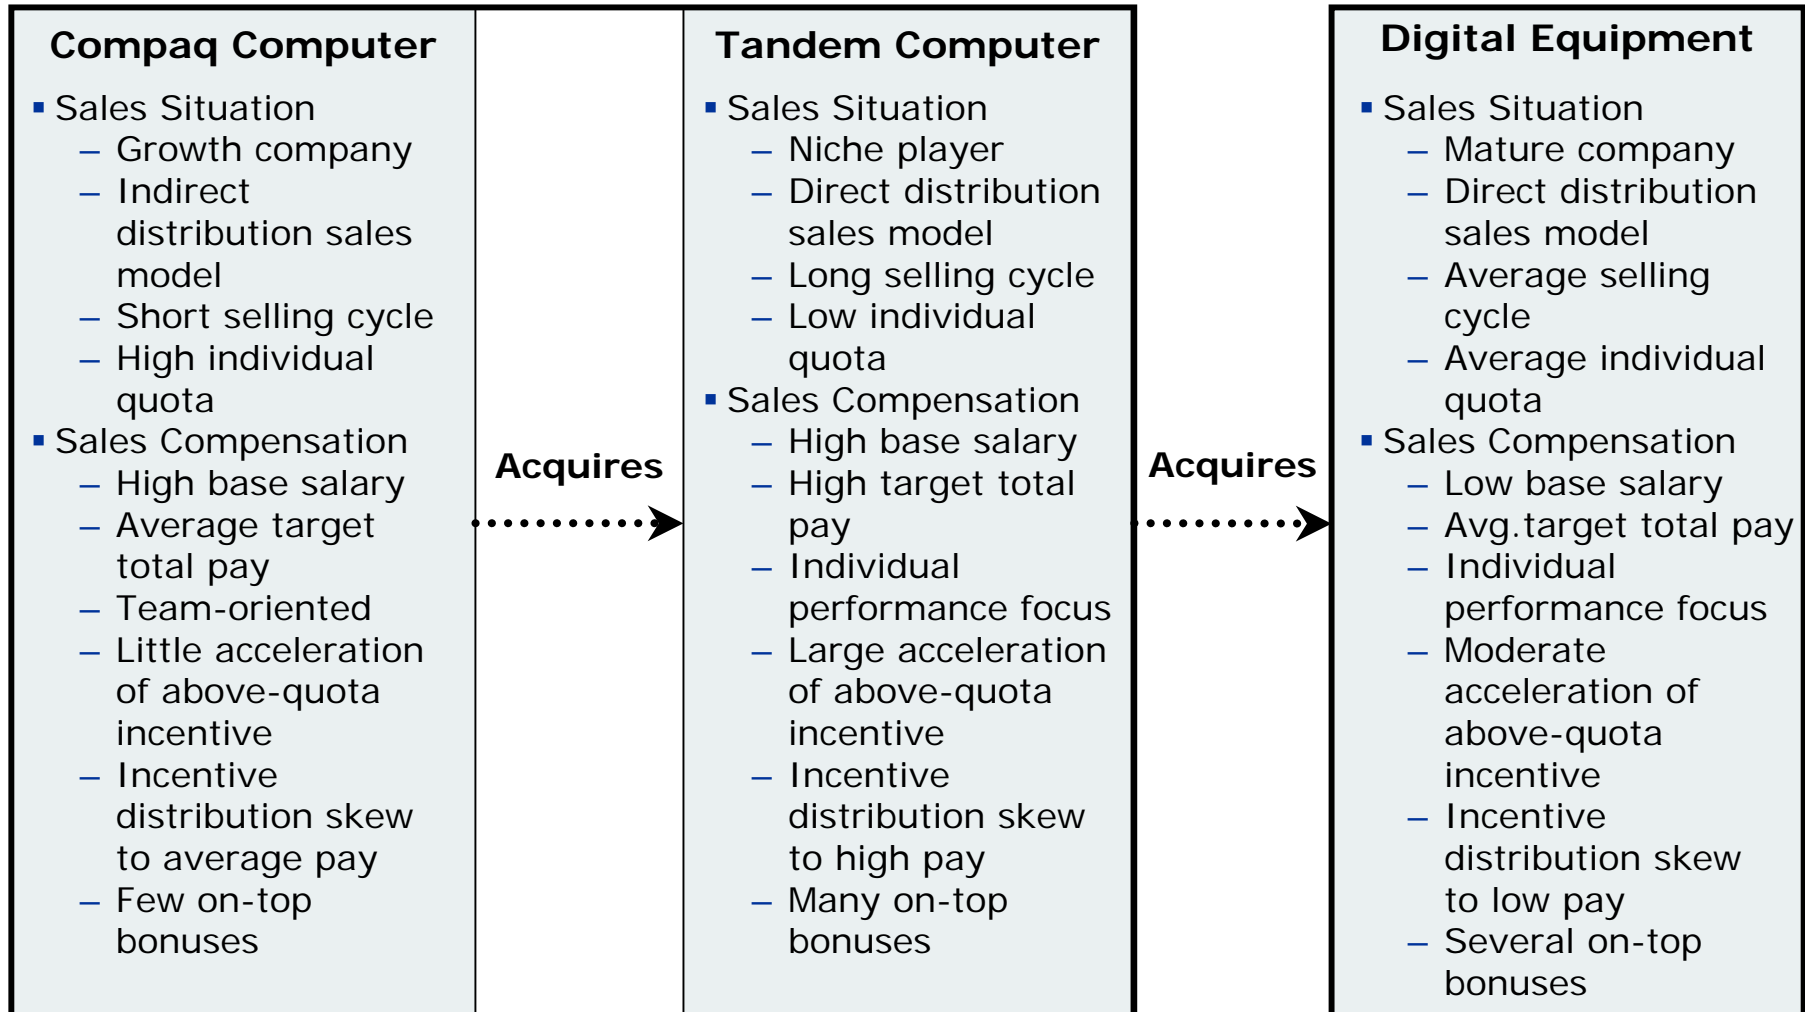 Compaq Computer
▪ Sales Situation
– Growth company
– Indirect
distribution sales
model
– Short selling cycle
– High individual
quota
▪ Sales Compensation
– High base salary
– Average target
total pay
– Team-oriented
– Little acceleration
of above-quota
incentive
– Incentive
distribution skew
to average pay
– Few on-top
bonuses
Acquires
Tandem Computer
▪ Sales Situation
– Niche player
– Direct distribution
sales model
– Long selling cycle
– Low individual
quota
▪ Sales Compensation
– High base salary
– High target total
pay
– Individual
performance focus
– Large acceleration
of above-quota
incentive
– Incentive
distribution skew
to high pay
– Many on-top
bonuses
Acquires
Digital Equipment
▪ Sales Situation
– Mature company
– Direct distribution
sales model
– Average selling
cycle
– Average individual
quota
▪ Sales Compensation
– Low base salary
– Avg.target total pay
– Individual
performance focus
– Moderate
acceleration of
above-quota
incentive
– Incentive
distribution skew
to low pay
– Several on-top
bonuses